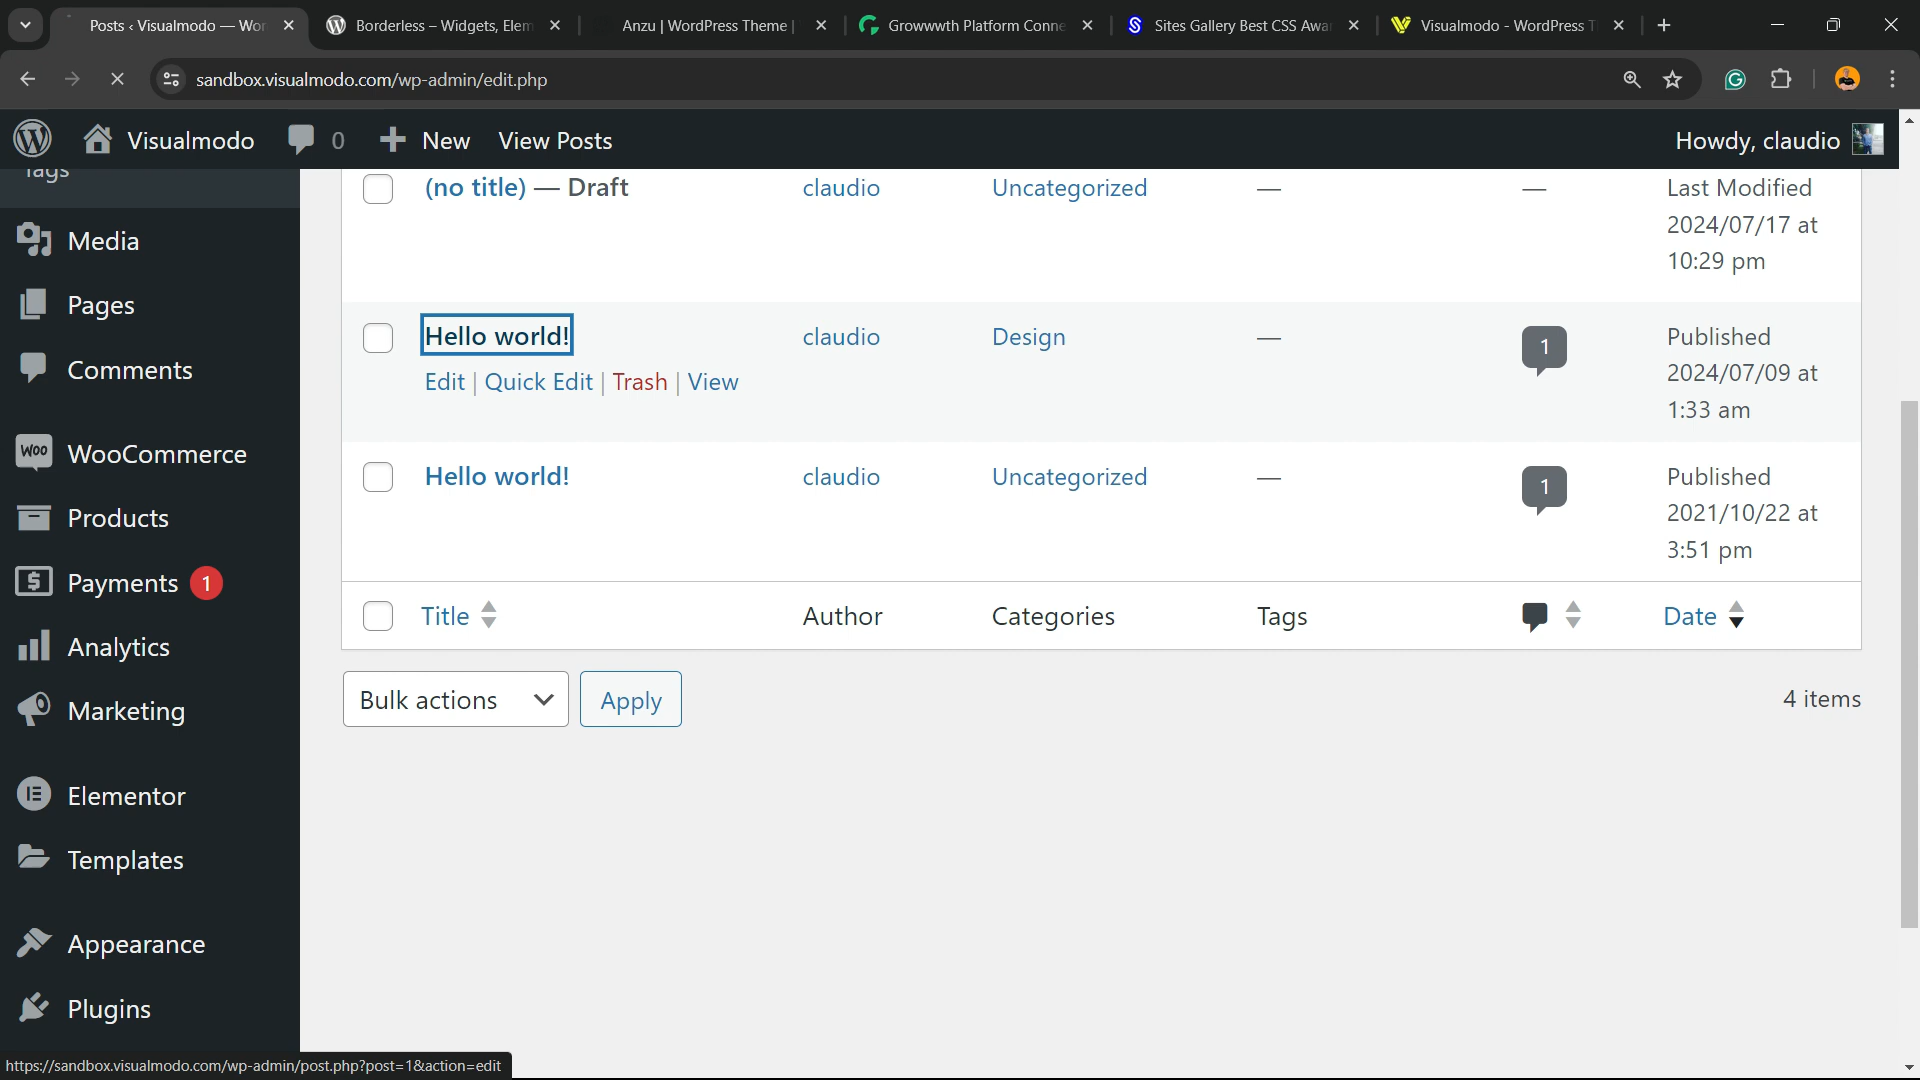 Posts ‹ Visualmodo — Wor
Borderless – Widgets, Elem
Anzu | WordPress Theme |
Growwwth Platform Conne
Sites Gallery Best CSS Awa
Visualmodo - WordPress T
sandbox.visualmodo.com/wp-admin/edit.php
Visualmodo
0
New
View Posts
Howdy, claudio
Tags
Media
Pages
Comments
WooCommerce
Products
Payments 1
Analytics
Marketing
Elementor
Templates
Appearance
Plugins
(no title) — Draft
claudio
Uncategorized
—
—
Last Modified
2024/07/17 at
10:29 pm
Hello world!
Edit | Quick Edit | Trash | View
claudio
Design
—
1
Published
2024/07/09 at
1:33 am
Hello world!
claudio
Uncategorized
—
1
Published
2021/10/22 at
3:51 pm
Title
Author
Categories
Tags
Date
Bulk actions
Apply
4 items
https://sandbox.visualmodo.com/wp-admin/post.php?post=1&action=edit